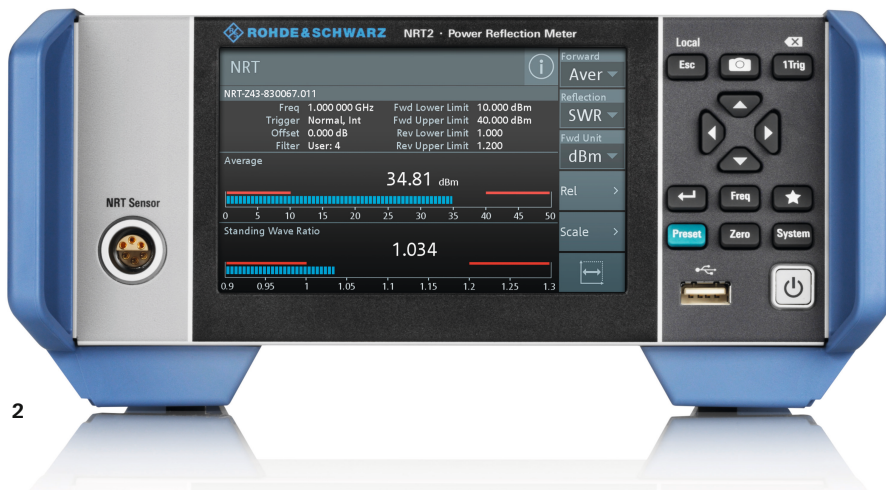 ROHDE & SCHWARZ NRT2 · Power Reflection Meter
NRT
NRT-Z43-830067.011
Freq 1.000 000 GHz Fwd Lower Limit 10.000 dBm
Trigger Normal, Int Fwd Upper Limit 40.000 dBm
Offset 0.000 dB Rev Lower Limit 1.000
Filter User: 4 Rev Upper Limit 1.200
Average
34.81 dBm
0 5 10 15 20 25 30 35 40 45 50
Standing Wave Ratio
1.034
0.9 0.95 1 1.05 1.1 1.15 1.2 1.25 1.3
Forward
Aver
Reflection
SWR
Fwd Unit
dBm
Rel >
Scale >
NRT Sensor
Local
Esc 1Trig
Freq
Preset Zero System
2